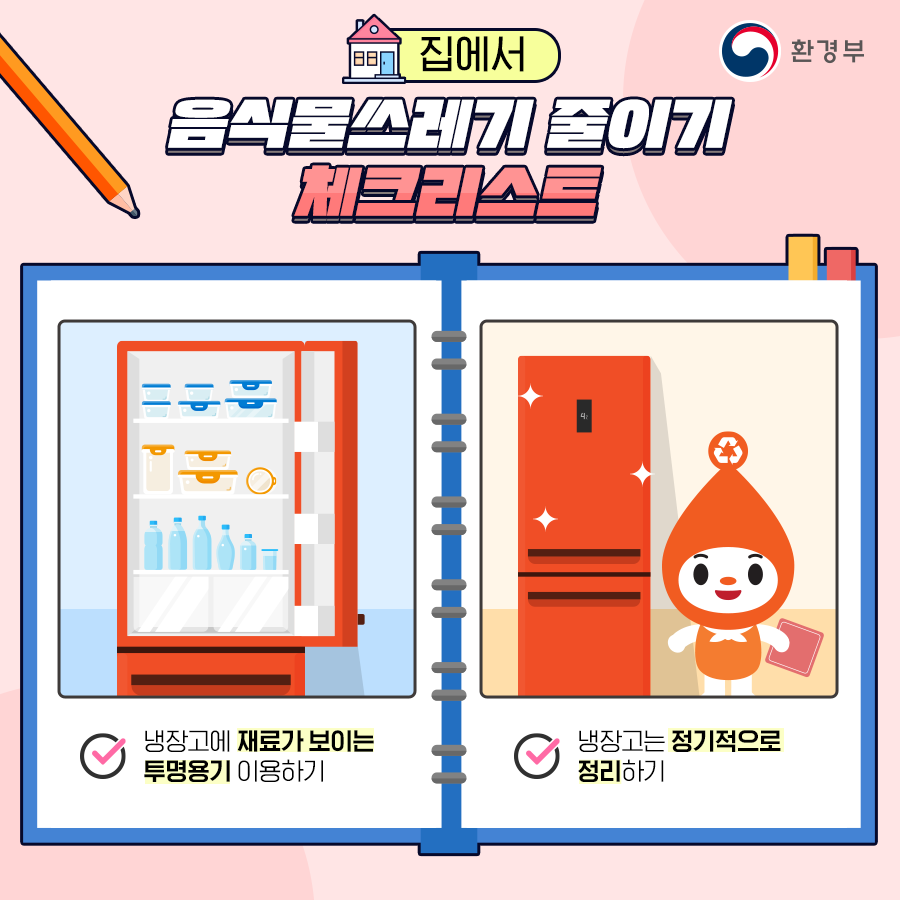 집에서
환경부
음식물쓰레기 줄이기
체크리스트
냉장고에 재료가 보이는
투명용기 이용하기
냉장고는 정기적으로
정리하기